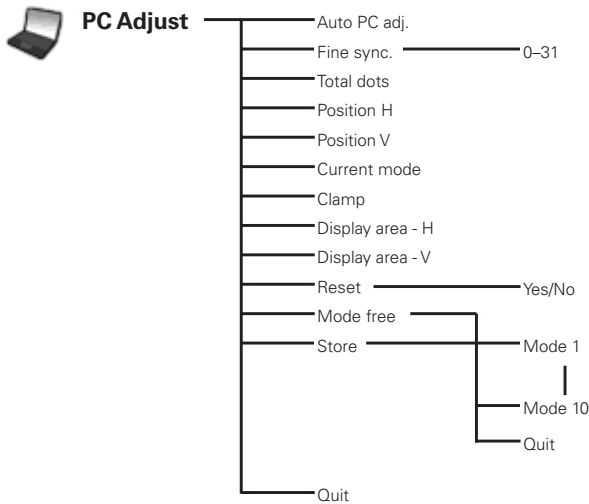 PC Adjust
Auto PC adj.
Fine sync.
0–31
Total dots
Position H
Position V
Current mode
Clamp
Display area - H
Display area - V
Reset
Yes/No
Mode free
Store
Mode 1
Mode 10
Quit
Quit